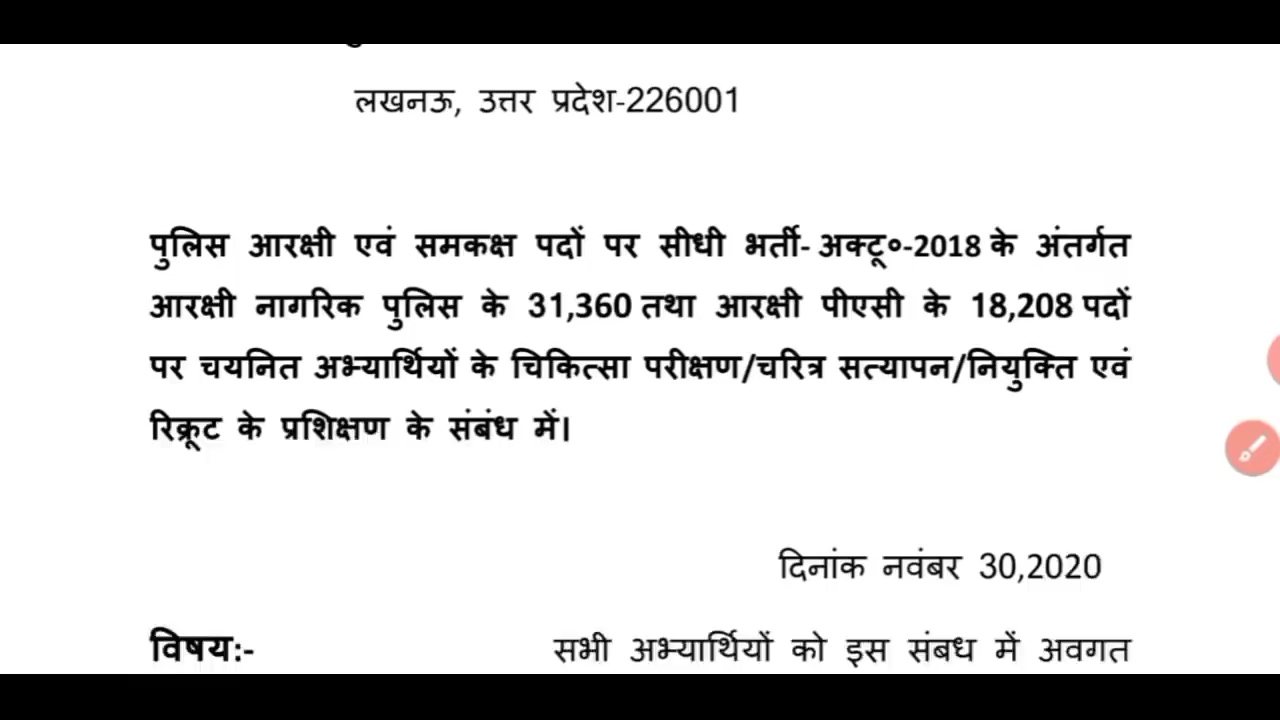 लखनऊ, उत्तर प्रदेश-226001
पुलिस आरक्षी एवं समकक्ष पदों पर सीधी भर्ती- अक्टू०-2018 के अंतर्गत
आरक्षी नागरिक पुलिस के 31,360 तथा आरक्षी पीएसी के 18,208 पदों
पर चयनित अभ्यार्थियों के चिकित्सा परीक्षण/चरित्र सत्यापन/नियुक्ति एवं
रिक्रूट के प्रशिक्षण के संबंध में।
दिनांक नवंबर 30,2020
विषय:- सभी अभ्यार्थियों को इस संबध में अवगत